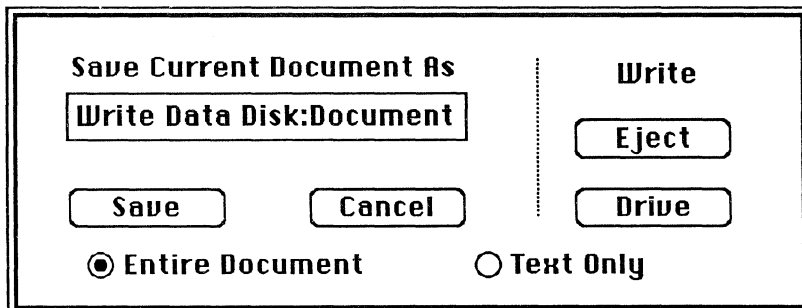 Save Current Document As
Write Data Disk:Document
Save
Cancel
Write
Eject
Drive
Entire Document
Text Only